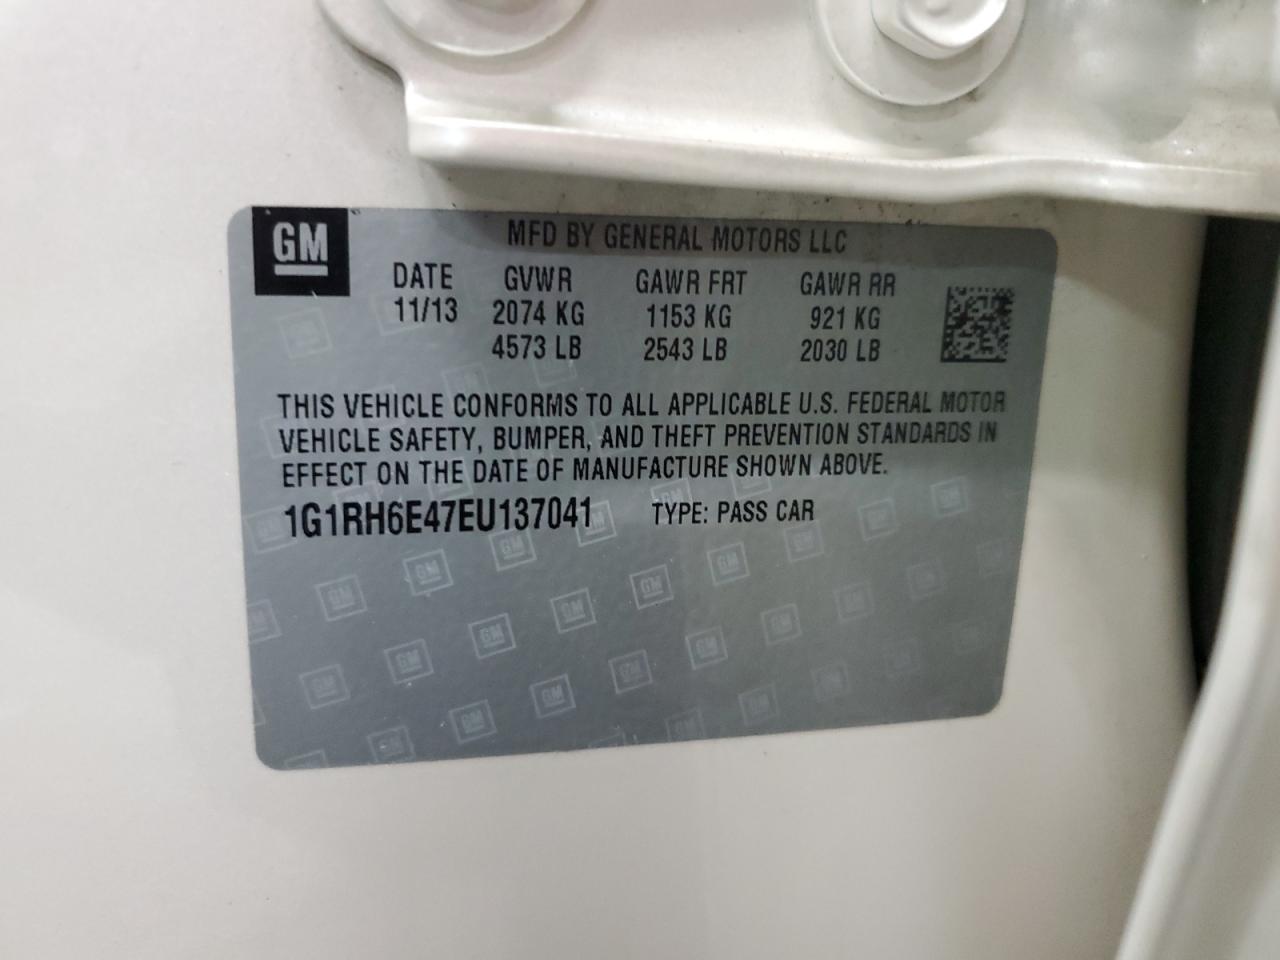 GM
MFD BY GENERAL MOTORS LLC
DATE GVWR GAWR FRT GAWR RR
11/13 2074 KG 1153 KG 921 KG
4573 LB 2543 LB 2030 LB
THIS VEHICLE CONFORMS TO ALL APPLICABLE U.S. FEDERAL MOTOR
VEHICLE SAFETY, BUMPER, AND THEFT PREVENTION STANDARDS IN
EFFECT ON THE DATE OF MANUFACTURE SHOWN ABOVE.
1G1RH6E47EU137041 TYPE: PASS CAR